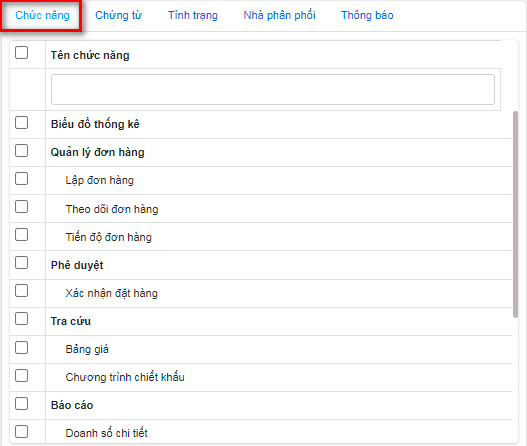 Chức năng Chứng từ Tình trạng Nhà phân phối Thông báo
Tên chức năng
Biểu đồ thống kê
Quản lý đơn hàng
Lập đơn hàng
Theo dõi đơn hàng
Tiến độ đơn hàng
Phê duyệt
Xác nhận đặt hàng
Tra cứu
Bảng giá
Chương trình chiết khấu
Báo cáo
Doanh số chi tiết